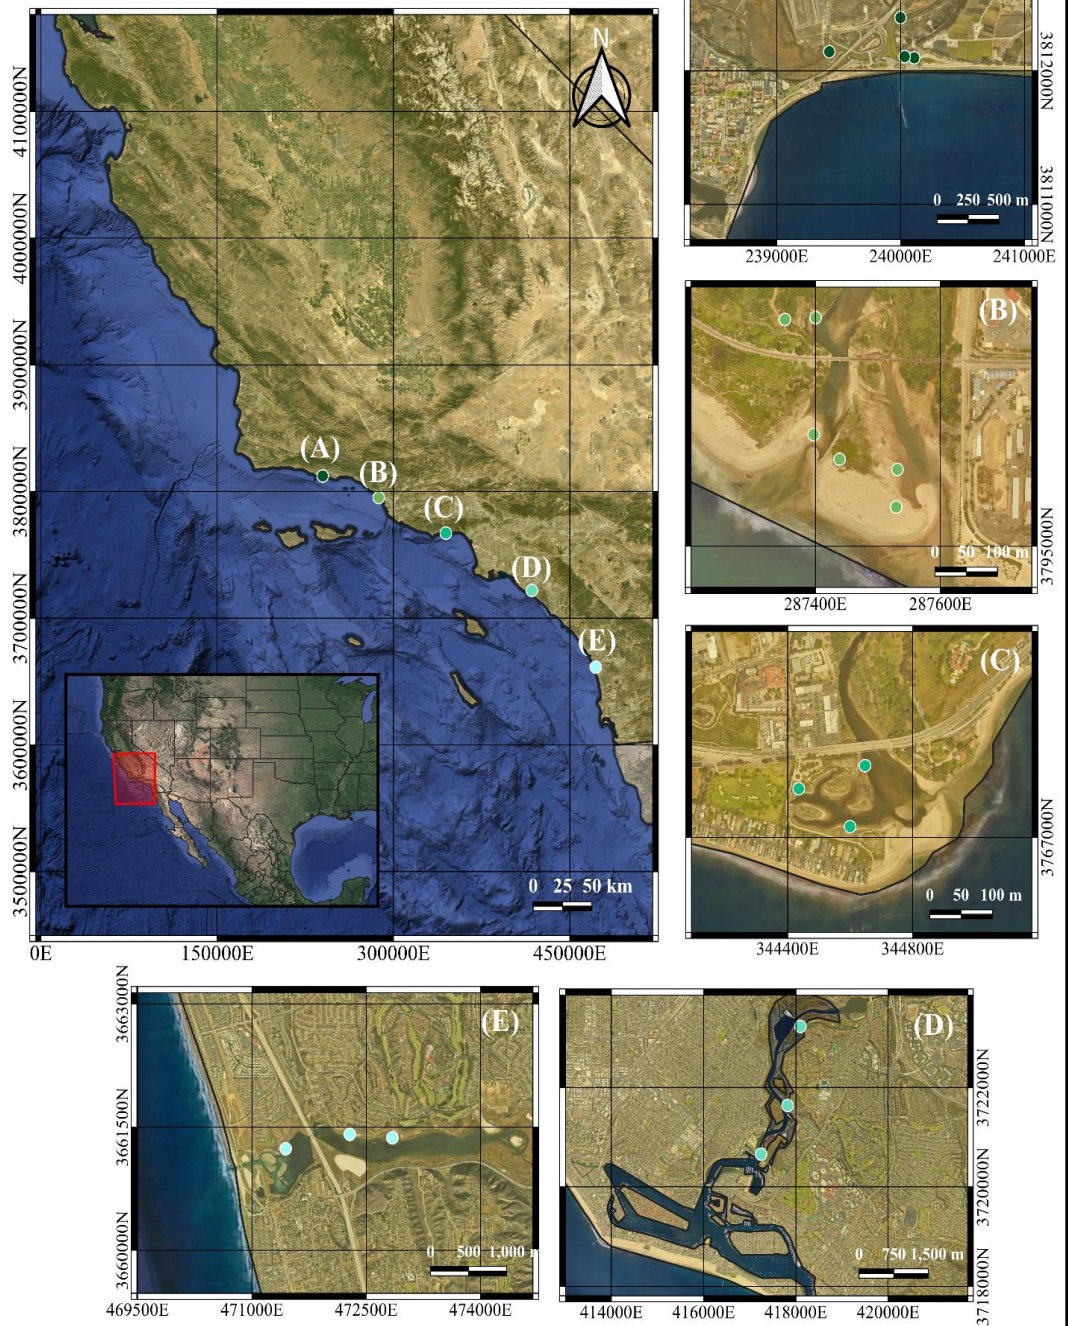 N
4100000N
4000000N
3900000N
3800000N
3700000N
3600000N
3500000N
(A)
(B)
(C)
(D)
(E)
0 25 50 km
0E
150000E
300000E
450000E
3812000N
3811000N
0 250 500 m
239000E
240000E
241000E
(B)
3795000N
0 50 100 m
287400E
287600E
(C)
3767000N
0 50 100 m
344400E
344800E
(E)
3663000N
3661500N
3660000N
0 500 1,000 m
469500E
471000E
472500E
474000E
(D)
3722000N
3720000N
3718000N
0 750 1,500 m
414000E
416000E
418000E
420000E